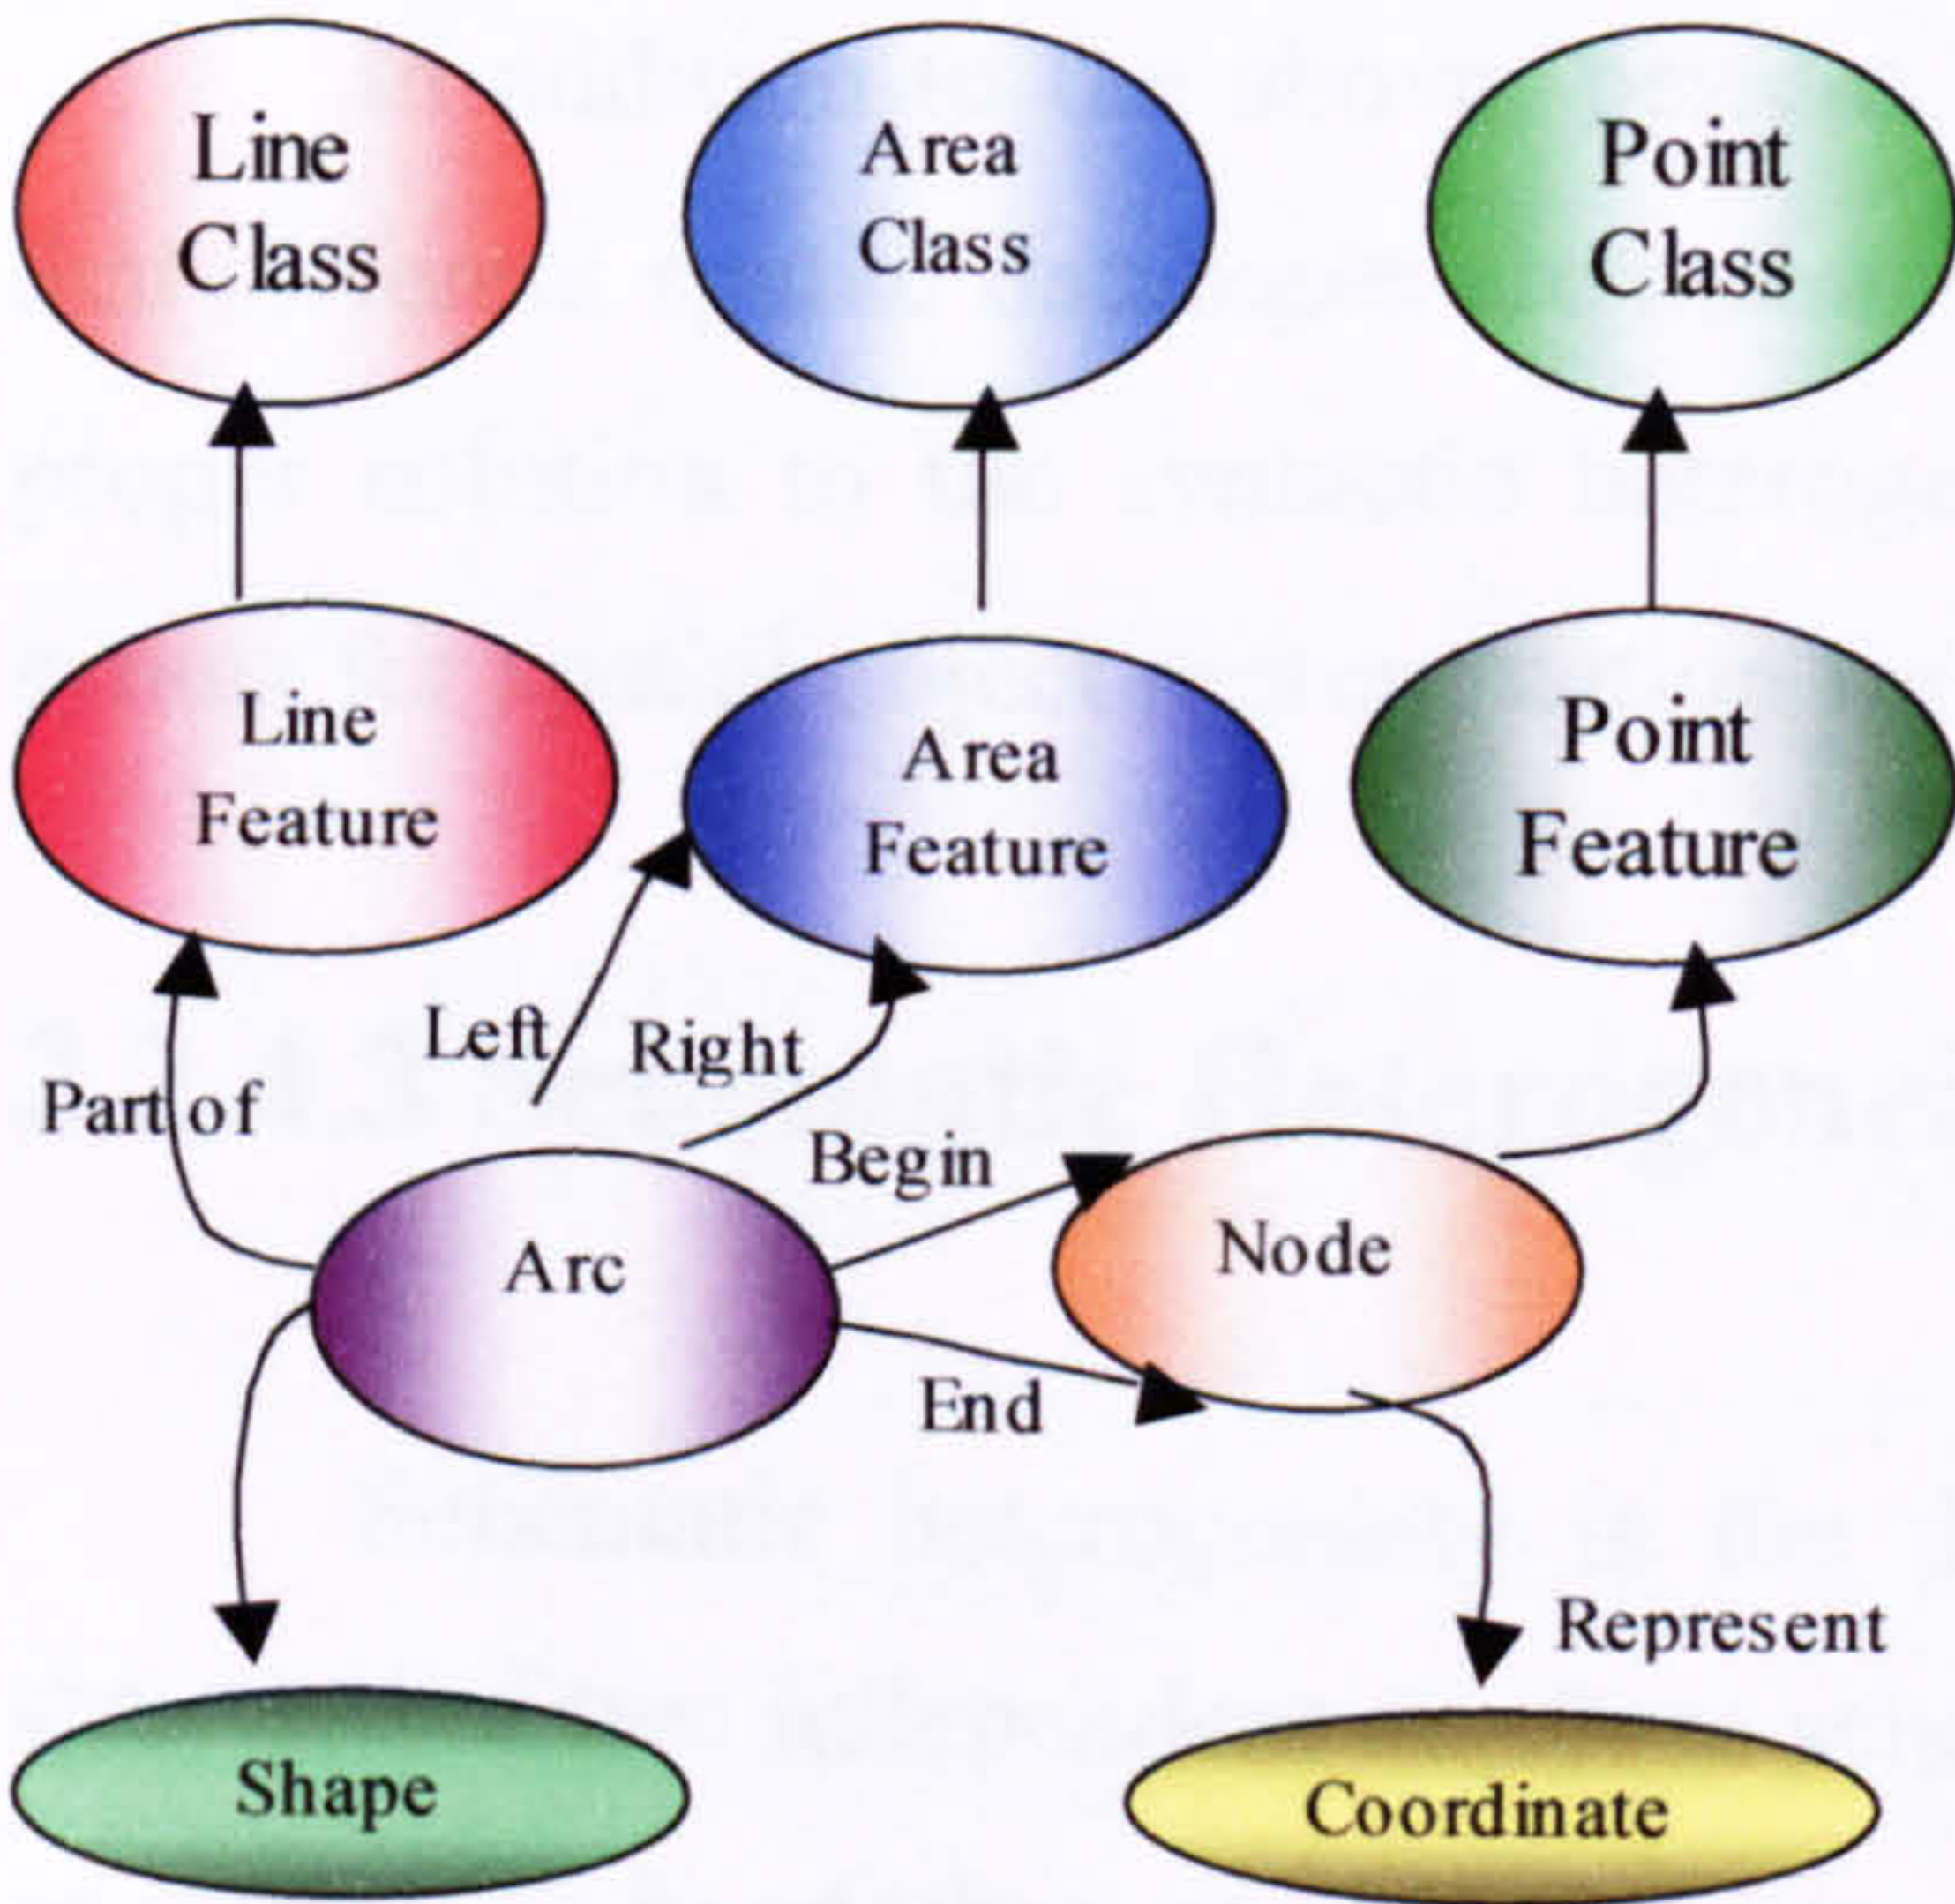 Line
Class
Area
Class
Point
Class
Line
Feature
Area
Feature
Point
Feature
Left
Right
Part of
Begin
Arc
Node
End
Represent
Shape
Coordinate